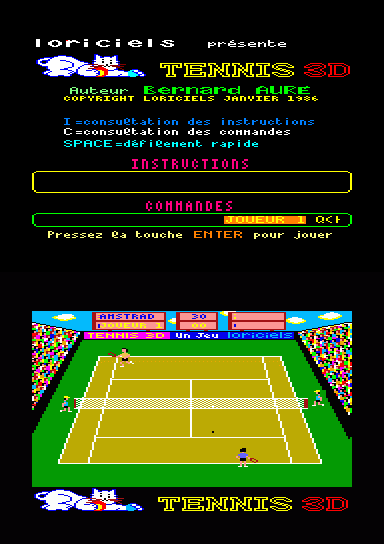 loriciels présente
TENNIS 3D
Auteur Bernard AURE
COPYRIGHT LORICIELS JANVIER 1986
I=consultation des instructions
C=consultation des commandes
SPACE=défilement rapide
INSTRUCTIONS
COMMANDES
JOUEUR 1 Q<}
Pressez la touche ENTER pour jouer
AMSTRAD 30
JOUEUR 1 00
TENNIS 3D Un Jeu loriciels
TENNIS 3D